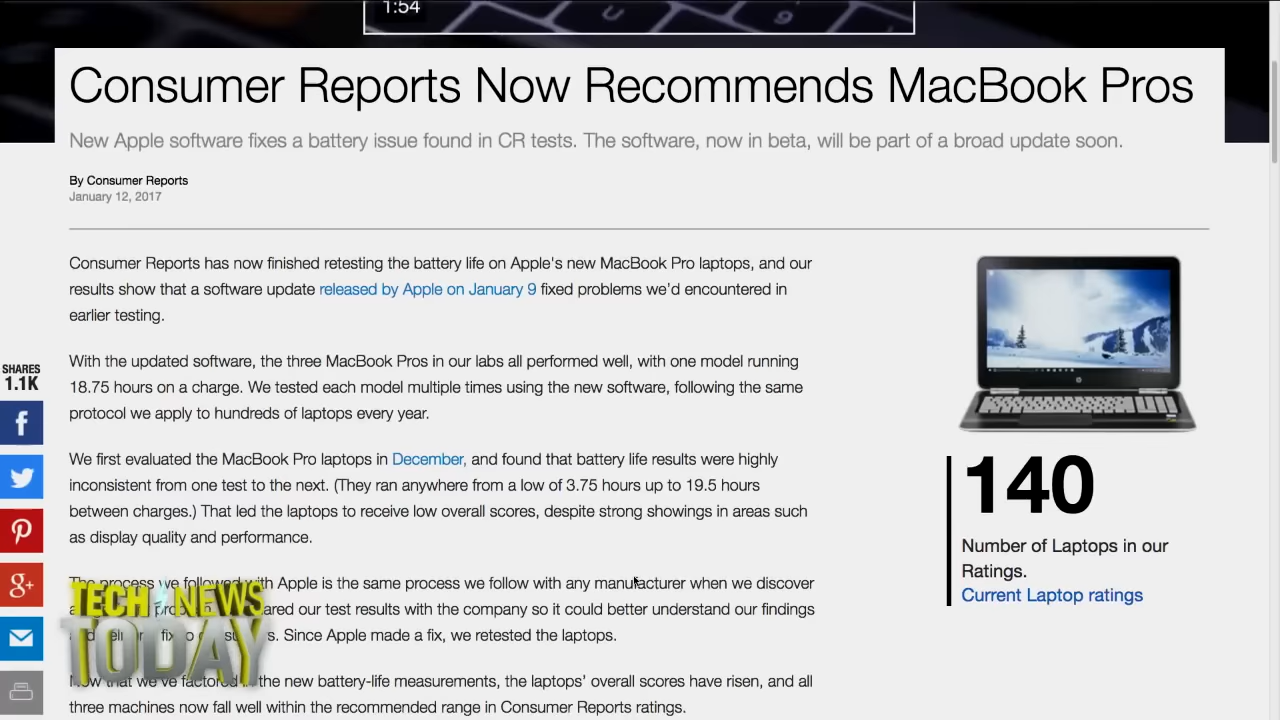 1:54
Consumer Reports Now Recommends MacBook Pros
New Apple software fixes a battery issue found in CR tests. The software, now in beta, will be part of a broad update soon.
By Consumer Reports
January 12, 2017
Consumer Reports has now finished retesting the battery life on Apple's new MacBook Pro laptops, and our
results show that a software update released by Apple on January 9 fixed problems we'd encountered in
earlier testing.
With the updated software, the three MacBook Pros in our labs all performed well, with one model running
18.75 hours on a charge. We tested each model multiple times using the new software, following the same
protocol we apply to hundreds of laptops every year.
We first evaluated the MacBook Pro laptops in December, and found that battery life results were highly
inconsistent from one test to the next. (They ran anywhere from a low of 3.75 hours up to 19.5 hours
between charges.) That led the laptops to receive low overall scores, despite strong showings in areas such
as display quality and performance.
The process we followed with Apple is the same process we follow with any manufacturer when we discover
our test results with the company so it could better understand our findings
Since Apple made a fix, we retested the laptops.
Now that we've factored the new battery-life measurements, the laptops' overall scores have risen, and all
three machines now fall well within the recommended range in Consumer Reports ratings.
SHARES
1.1K
140
Number of Laptops in our
Ratings.
Current Laptop ratings
TECH NEWS
TODAY